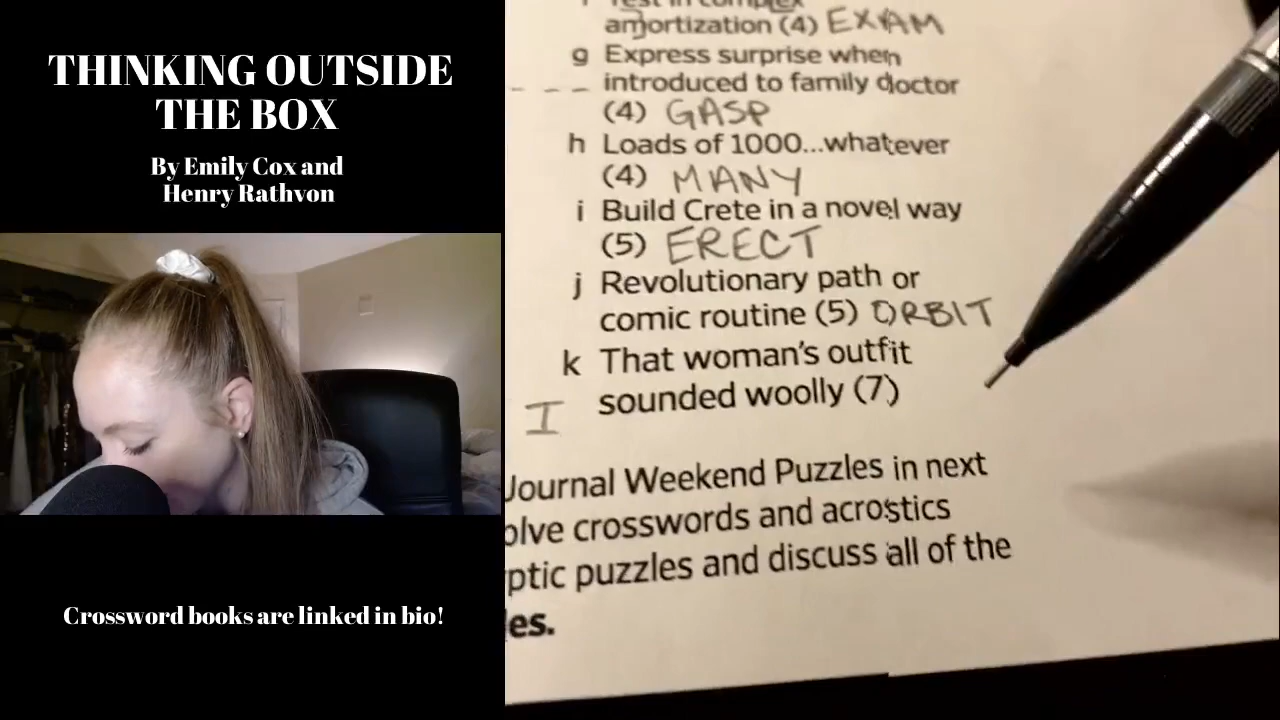 THINKING OUTSIDE
THE BOX
By Emily Cox and
Henry Rathvon
Crossword books are linked in bio!
Test in complex
amortization (4) EXAM
g Express surprise when
introduced to family doctor
(4) GASP
h Loads of 1000...whatever
(4) MANY
i Build Crete in a novel way
(5) ERECT
j Revolutionary path or
comic routine (5) ORBIT
k That woman's outfit
sounded woolly (7)
I
Journal Weekend Puzzles in next
olve crosswords and acrostics
ptic puzzles and discuss all of the
es.